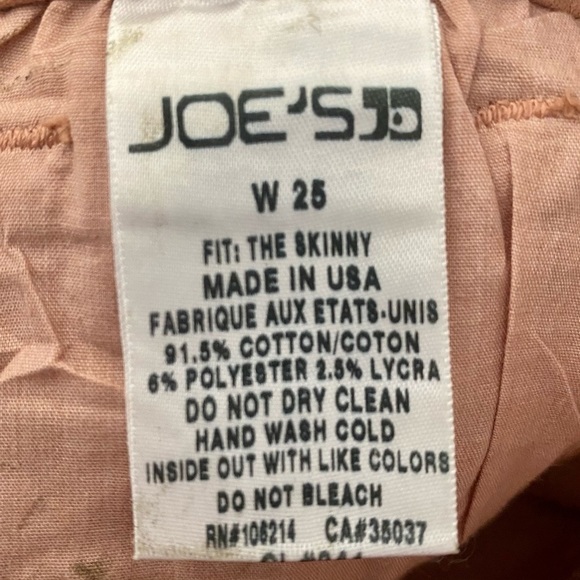 JOE'S
W 25
FIT: THE SKINNY
MADE IN USA
FABRIQUE AUX ETATS-UNIS
91.5% COTTON/COTON
6% POLYESTER 2.5% LYCRA
DO NOT DRY CLEAN
HAND WASH COLD
INSIDE OUT WITH LIKE COLORS
DO NOT BLEACH
RN#106214 CA#35037